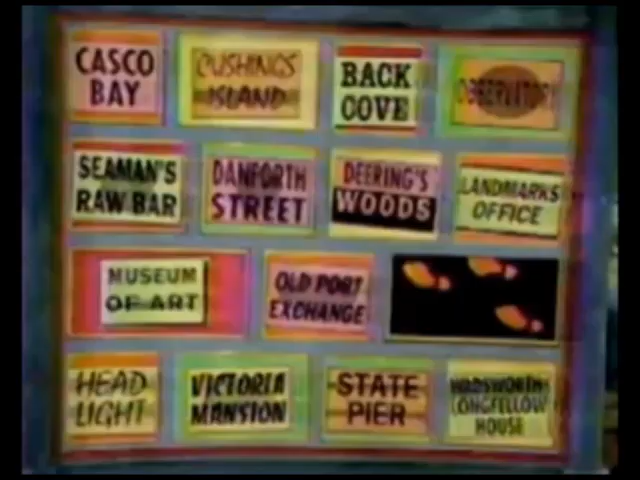 CASCO
BAY
CUSHINGS
ISLAND
BACK
COVE
OBSERVATORY
SEAMAN'S
RAW BAR
DANFORTH
STREET
DEERING'S
WOODS
LANDMARKS
OFFICE
MUSEUM
OF ART
OLD PORT
EXCHANGE
HEAD
LIGHT
VICTORIA
MANSION
STATE
PIER
WADSWORTH-
LONGFELLOW
HOUSE